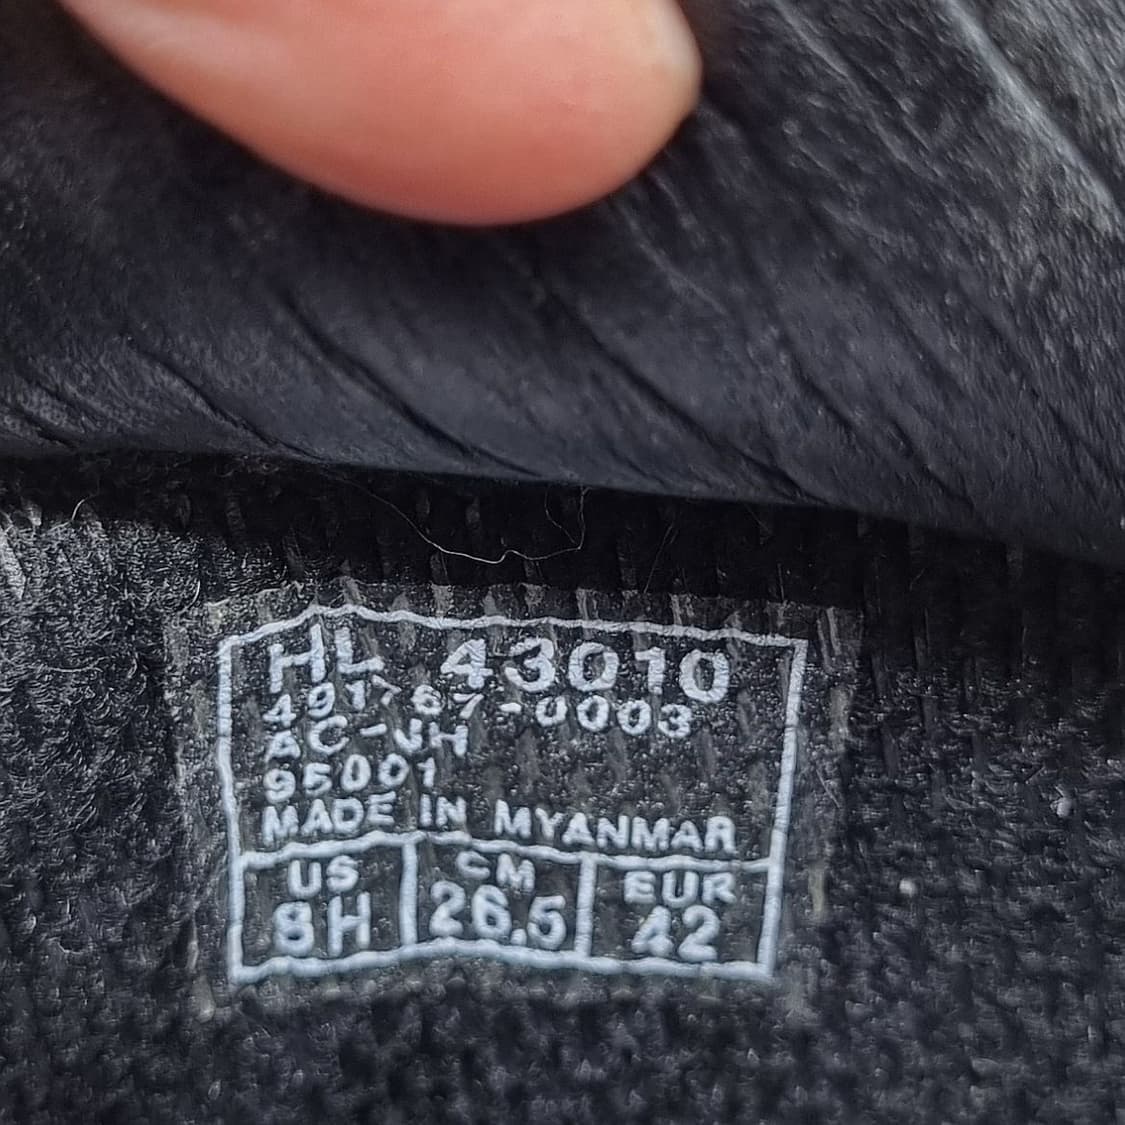 HL 43010
491767-0003
AC-JH
95001
MADE IN MYANMAR
US CM EUR
8H 26.5 42